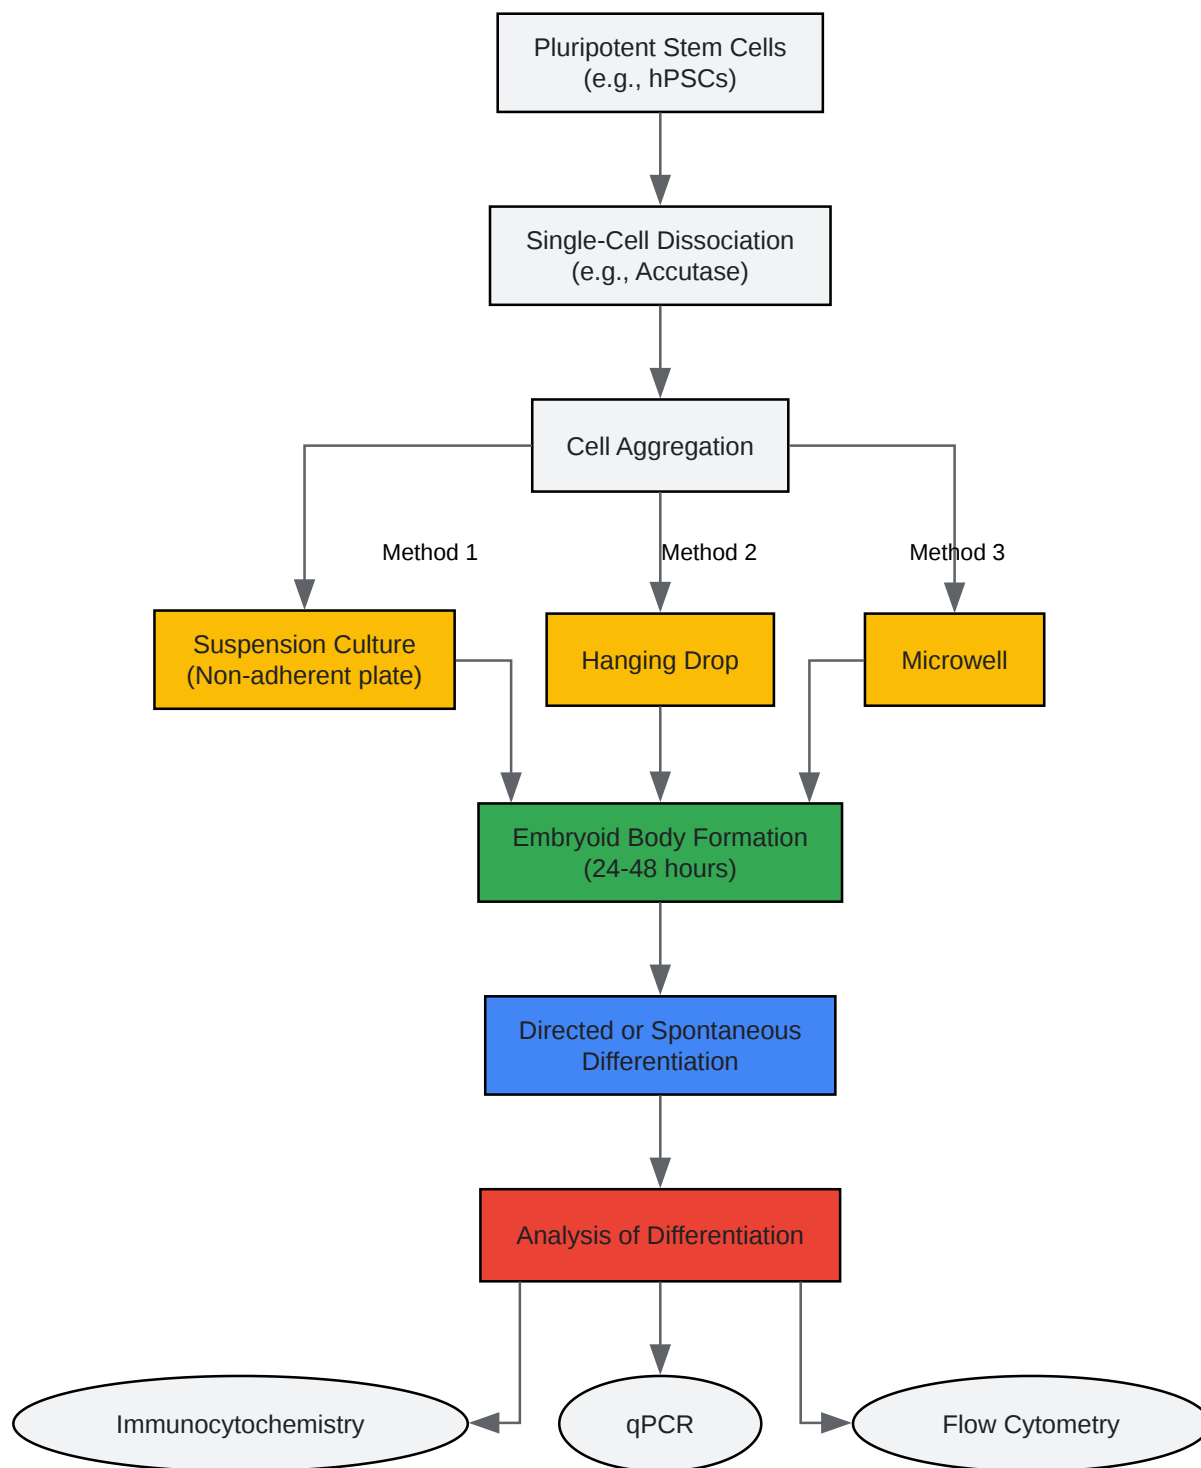 Pluripotent Stem Cells
(e.g., hPSCs)
Single-Cell Dissociation
(e.g., Accutase)
Cell Aggregation
Method 1
Method 2
Method 3
Suspension Culture
(Non-adherent plate)
Hanging Drop
Microwell
Embryoid Body Formation
(24-48 hours)
Directed or Spontaneous
Differentiation
Analysis of Differentiation
Immunocytochemistry
qPCR
Flow Cytometry